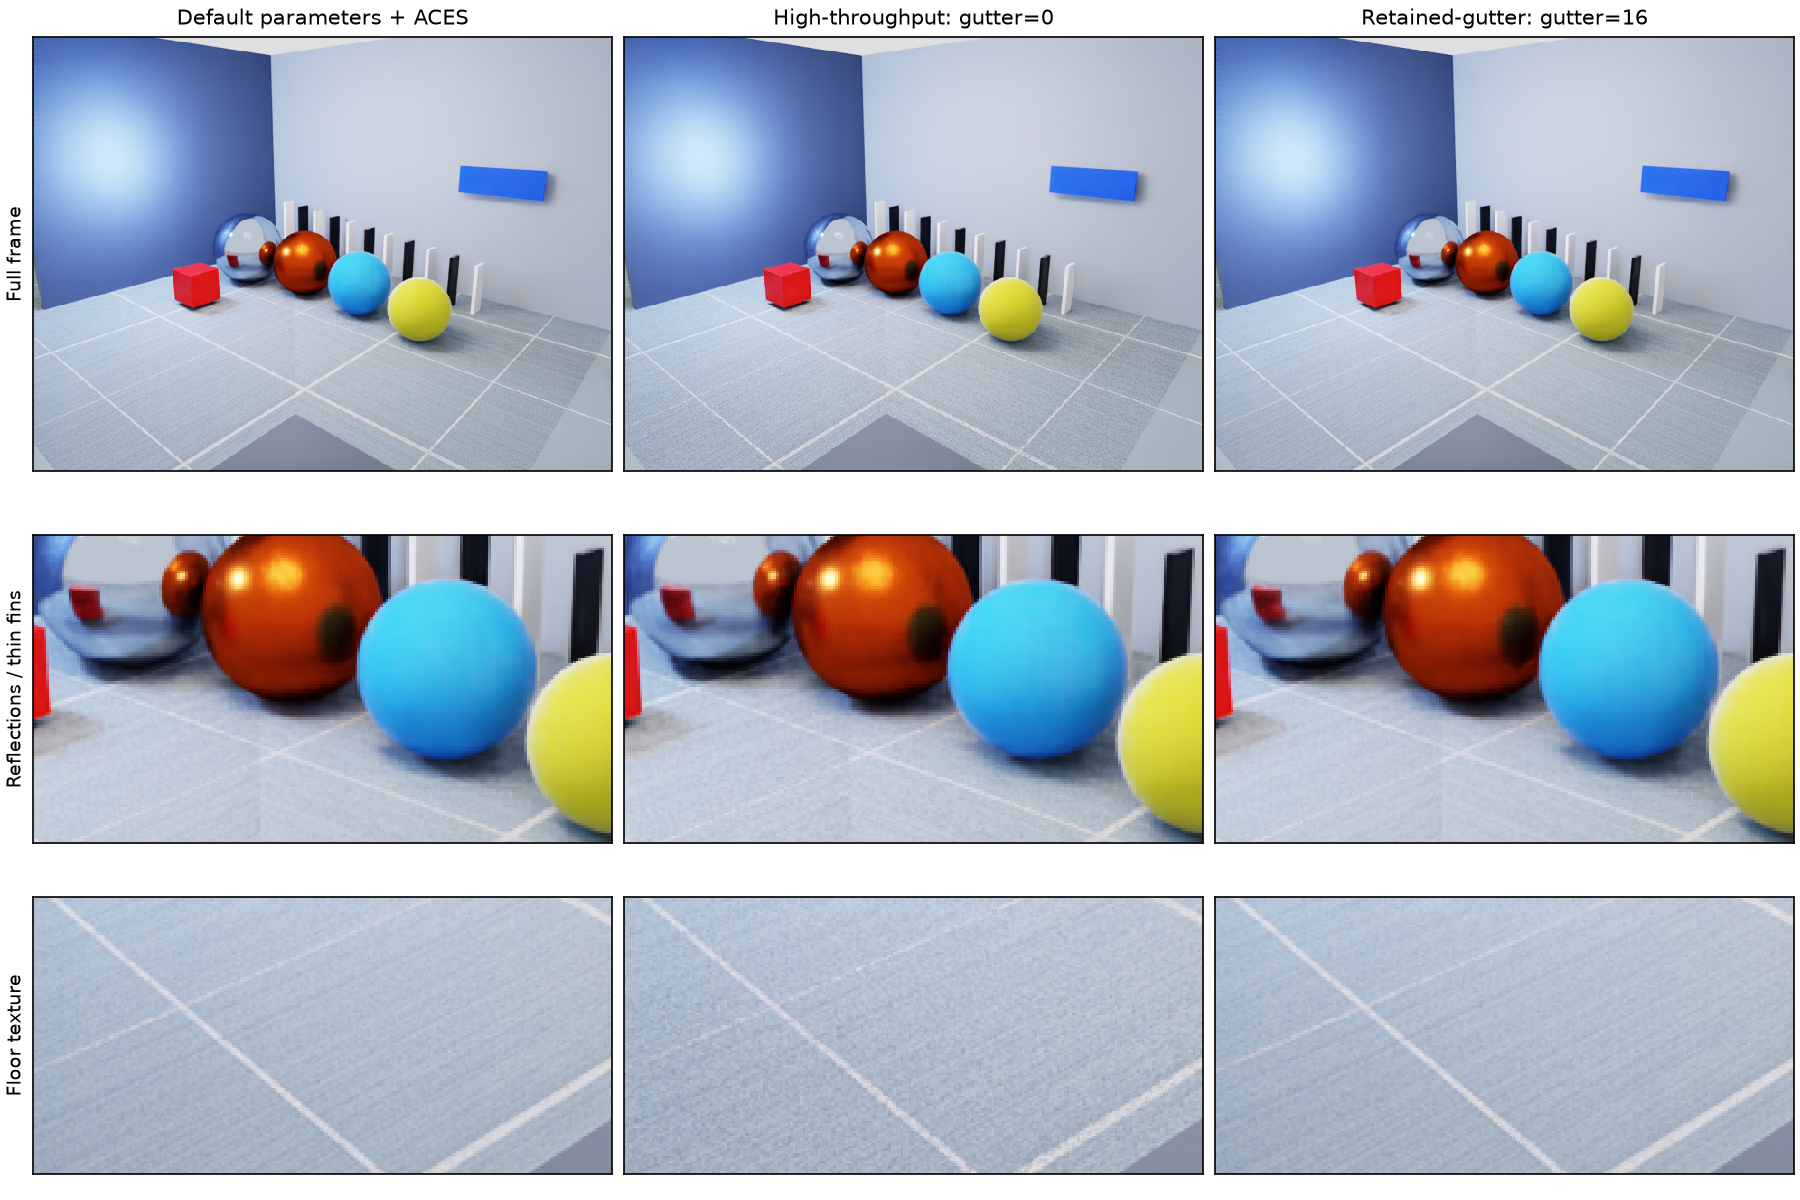 Default parameters + ACES
High-throughput: gutter=0
Retained-gutter: gutter=16
Full frame
Reflections / thin fins
Floor texture